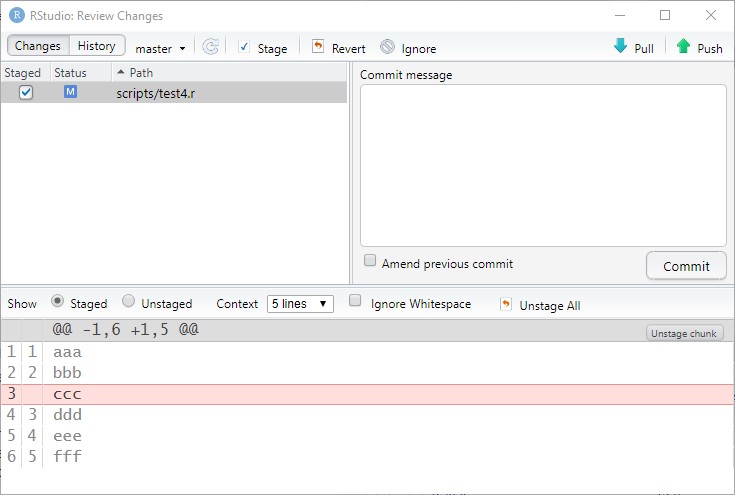 R RStudio: Review Changes
Changes History master Stage Revert Ignore Pull Push
Staged Status Path
M scripts/test4.r
Commit message
Amend previous commit Commit
Show Staged Unstaged Context 5 lines Ignore Whitespace Unstage All
@@ -1,6 +1,5 @@ Unstage chunk
1 1 aaa
2 2 bbb
3 ccc
4 3 ddd
5 4 eee
6 5 fff